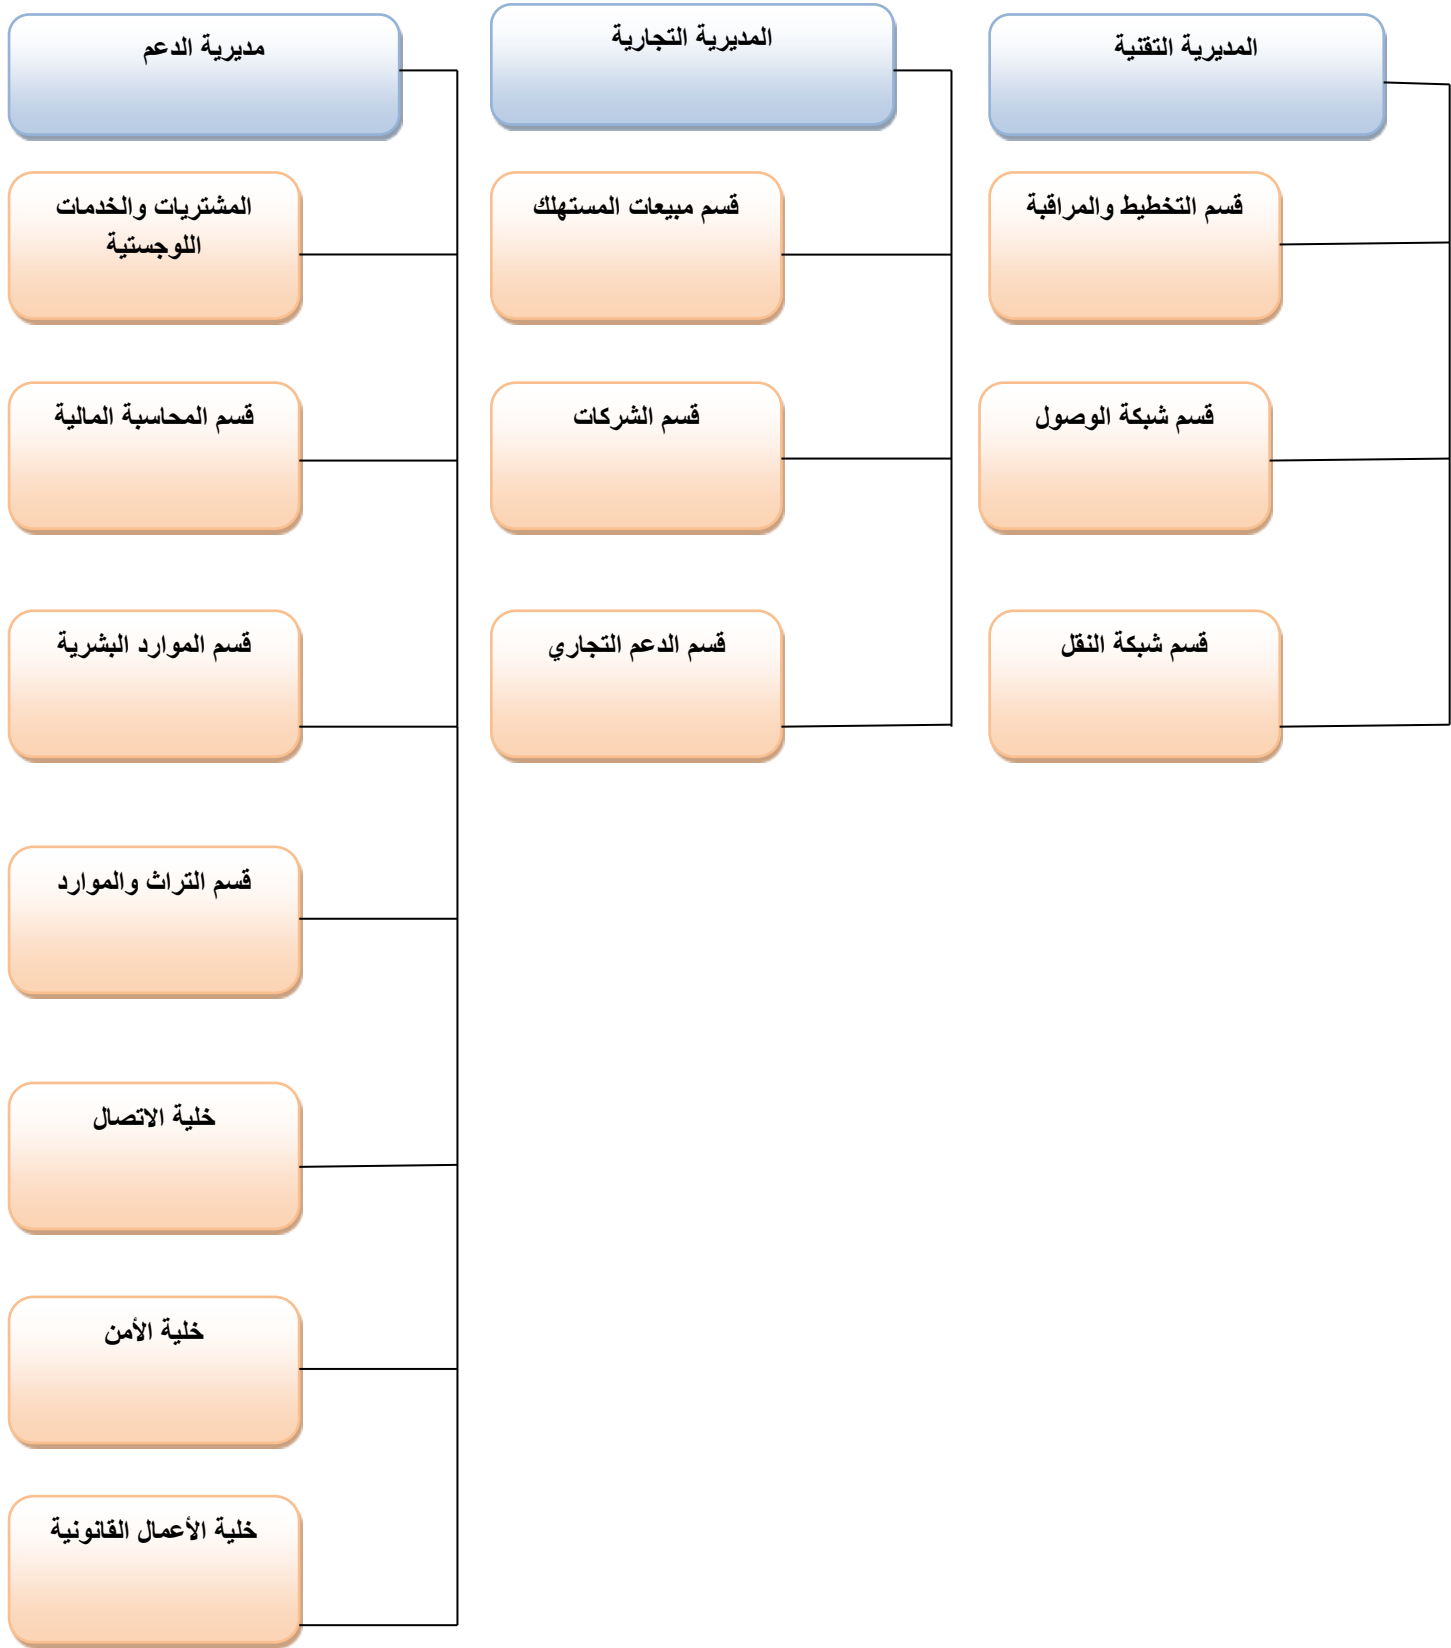 المديرية التقنية
قسم التخطيط والمراقبة
قسم شبكة الوصول
قسم شبكة النقل
المديرية التجارية
قسم مبيعات المستهلك
قسم الشركات
قسم الدعم التجاري
مديرية الدعم
المشتريات والخدمات
اللوجستية
قسم المحاسبة المالية
قسم الموارد البشرية
قسم التراث والموارد
خلية الاتصال
خلية الأمن
خلية الأعمال القانونية